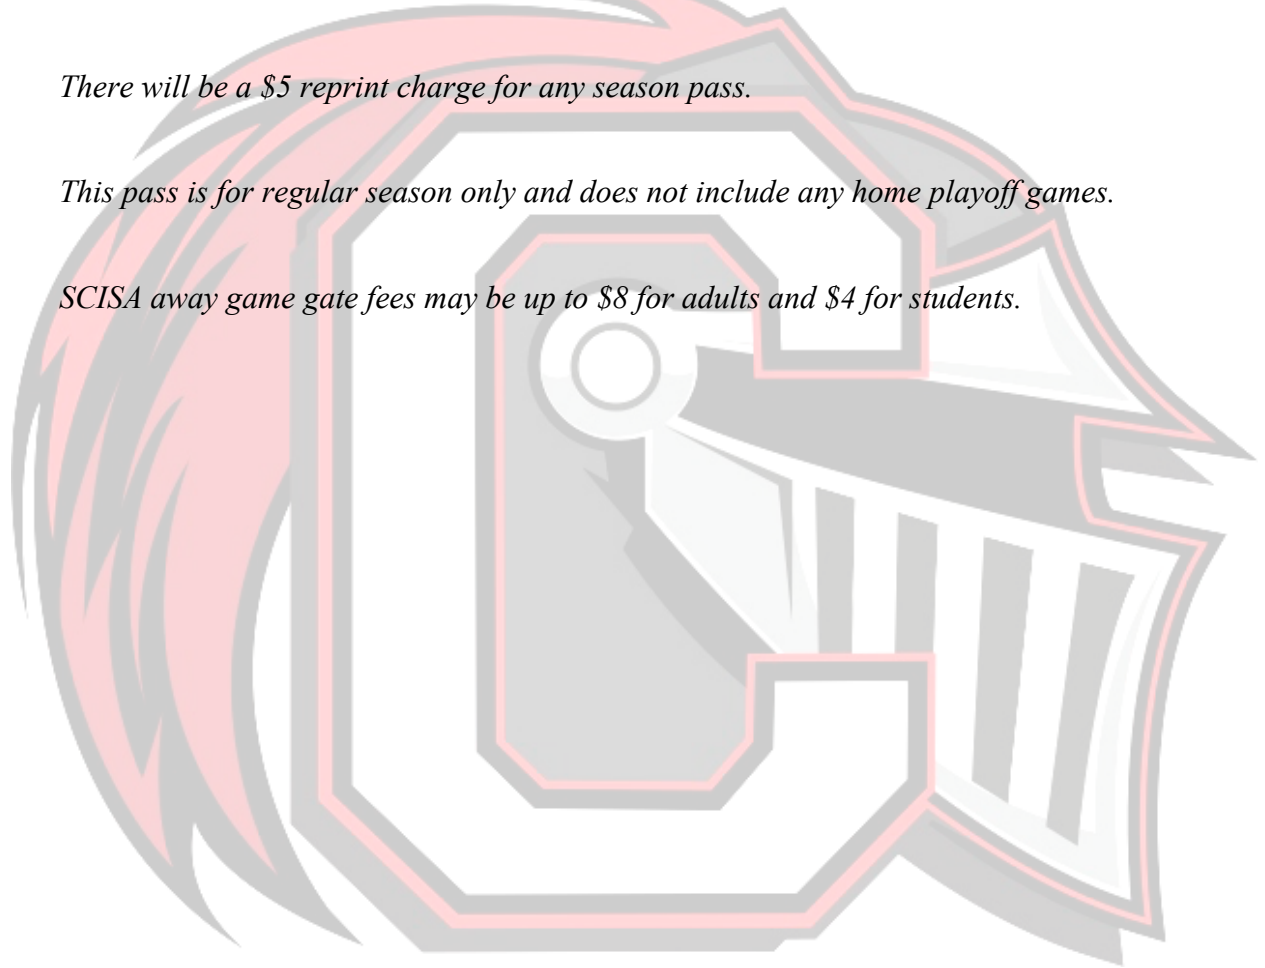 There will be a $5 reprint charge for any season pass.
This pass is for regular season only and does not include any home playoff games.
SCISA away game gate fees may be up to $8 for adults and $4 for students.
C